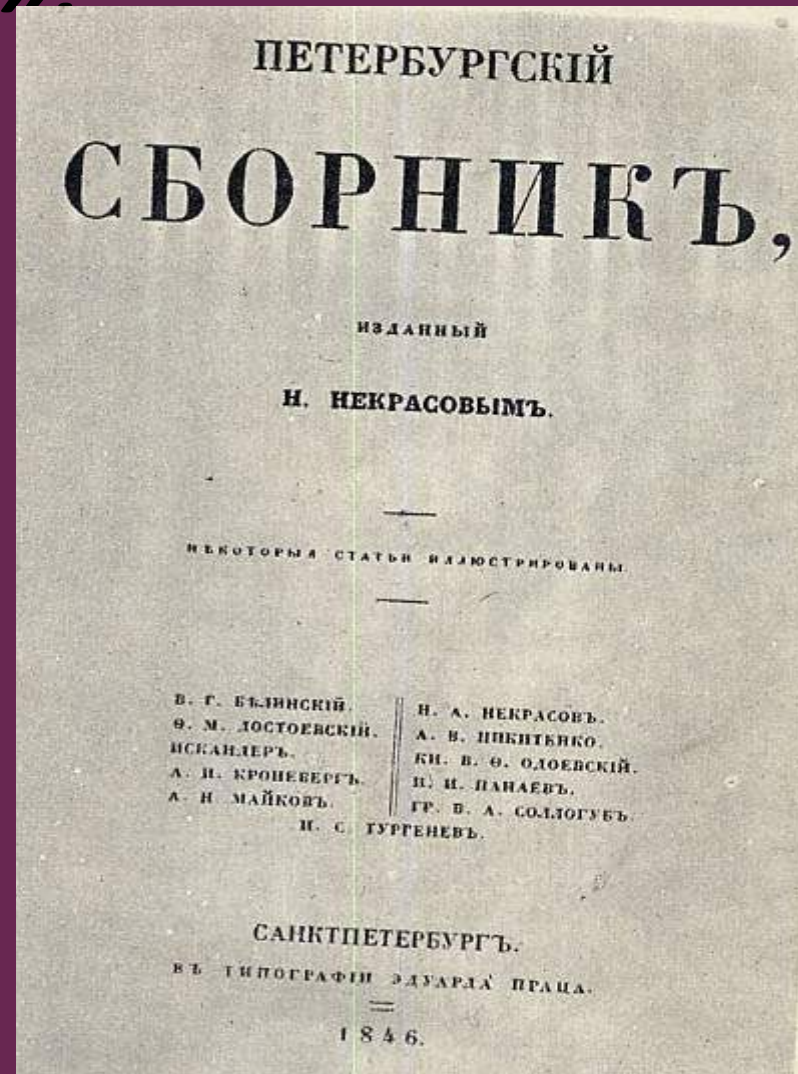 ПЕТЕРБУРГСКІЙ
СБОРНИКЪ,
ИЗДАННЫЙ
Н. НЕКРАСОВЫМЪ.
НѢКОТОРЫЯ СТАТЬИ ИЛЛЮСТРИРОВАНЫ.
В. Г. БѢЛИНСКІЙ.
Ѳ. М. ДОСТОЕВСКІЙ.
ИСКАНДЕРЪ.
А. И. КРОНЕБЕРГЪ.
А. Н МАЙКОВЪ.
Н. А. НЕКРАСОВЪ.
А. В. НИКИТЕНКО.
КН. В. Ѳ. ОДОЕВСКІЙ.
И. И. ПАНАЕВЪ.
ГР. В. А. СОЛЛОГУБЪ.
И. С. ТУРГЕНЕВЪ.
САНКТПЕТЕРБУРГЪ.
ВЪ ТИПОГРАФІИ ЭДУАРДА ПРАЦА.
1846.